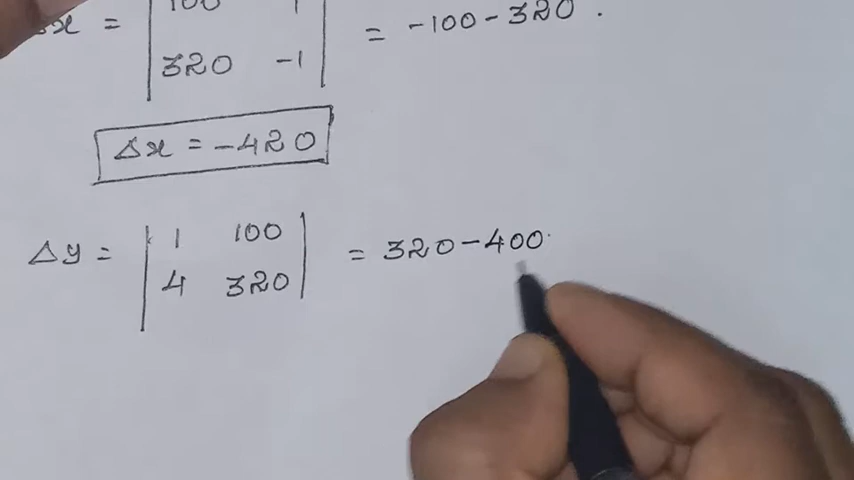 Δx = | 100 1 | = -100 - 320.
| 320 -1 |
Δx = -420
Δy = | 1 100 | = 320 - 400
| 4 320 |